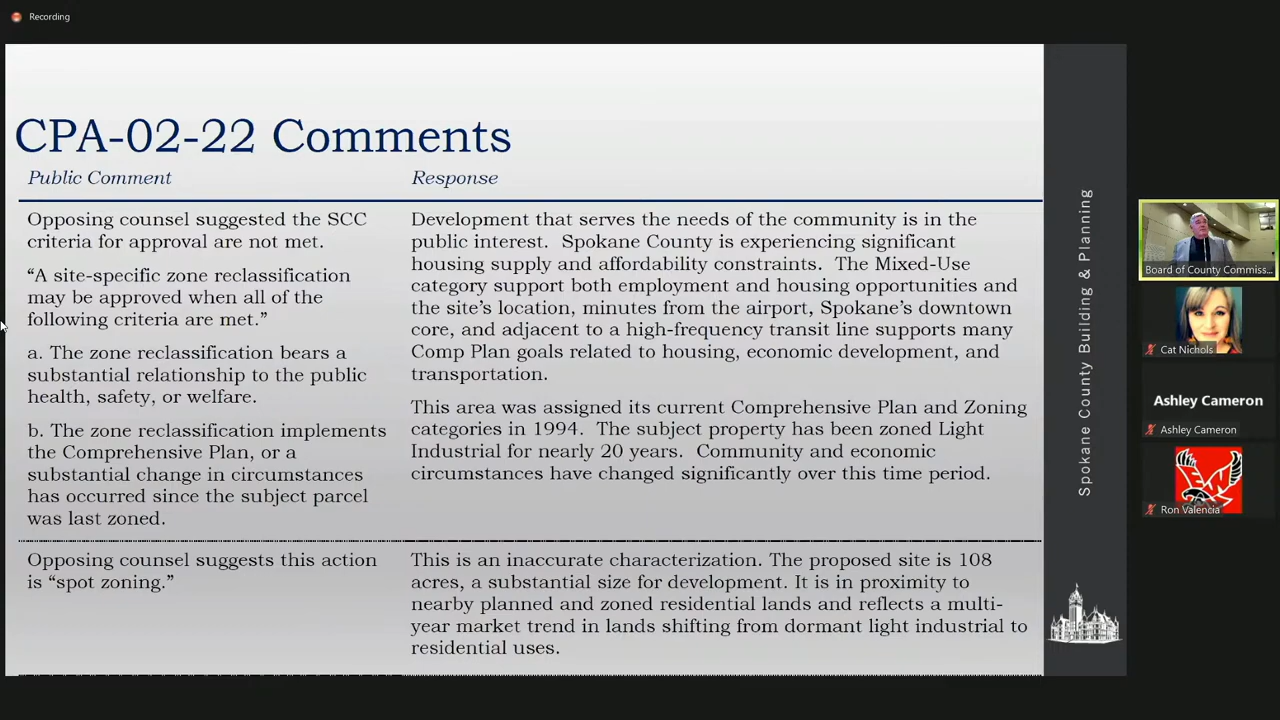 Recording
CPA-02-22 Comments
Public Comment
Response
Opposing counsel suggested the SCC
criteria for approval are not met.
"A site-specific zone reclassification
may be approved when all of the
following criteria are met."
a. The zone reclassification bears a
substantial relationship to the public
health, safety, or welfare.
b. The zone reclassification implements
the Comprehensive Plan, or a
substantial change in circumstances
has occurred since the subject parcel
was last zoned.
Development that serves the needs of the community is in the
public interest. Spokane County is experiencing significant
housing supply and affordability constraints. The Mixed-Use
category support both employment and housing opportunities and
the site's location, minutes from the airport, Spokane's downtown
core, and adjacent to a high-frequency transit line supports many
Comp Plan goals related to housing, economic development, and
transportation.
This area was assigned its current Comprehensive Plan and Zoning
categories in 1994. The subject property has been zoned Light
Industrial for nearly 20 years. Community and economic
circumstances have changed significantly over this time period.
Opposing counsel suggests this action
is "spot zoning."
This is an inaccurate characterization. The proposed site is 108
acres, a substantial size for development. It is in proximity to
nearby planned and zoned residential lands and reflects a multi-
year market trend in lands shifting from dormant light industrial to
residential uses.
Spokane County Building & Planning
Board of County Commiss...
Cat Nichols
Ashley Cameron
Ashley Cameron
Ron Valencia